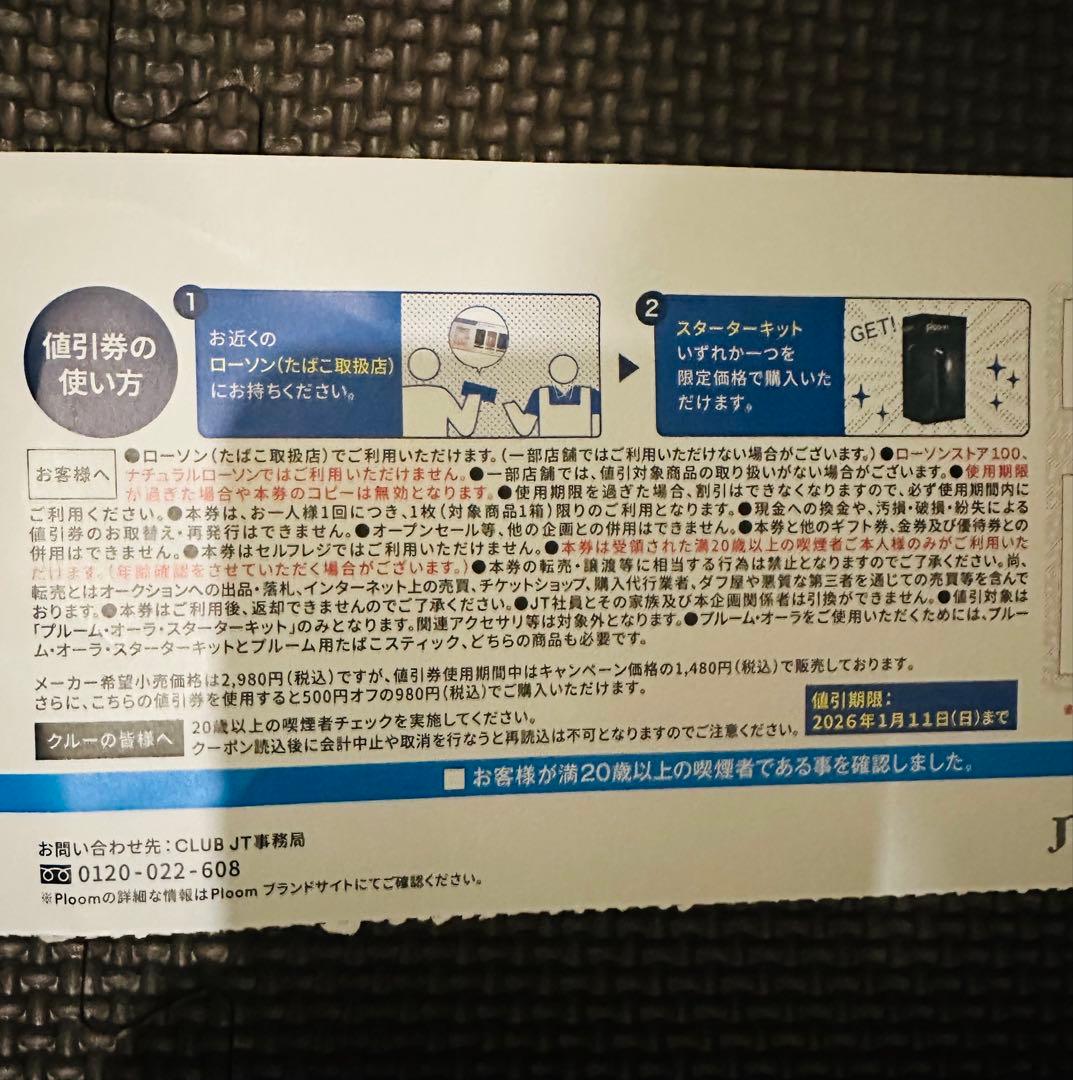 値引券の
使い方
1
お近くの
ローソン(たばこ取扱店)
にお持ちください。
2
スターターキット
いずれか一つを
限定価格で購入いた
だけます。
GET!
ploom
お客様へ
●ローソン(たばこ取扱店)でご利用いただけます。(一部店舗ではご利用いただけない場合がございます。)●ローソンストア100、
ナチュラルローソンではご利用いただけません。●一部店舗では、値引対象商品の取り扱いがない場合がございます。●使用期限
が過ぎた場合や本券のコピーは無効となります。●使用期限を過ぎた場合、割引はできなくなりますので、必ず使用期間内に
ご利用ください。●本券は、お一人様1回につき、1枚(対象商品1箱)限りのご利用となります。●現金への換金や、汚損・破損・紛失による
値引券のお取替え・再発行はできません。●オープンセール等、他の企画との併用はできません。●本券と他のギフト券、金券及び優待券との
併用はできません。●本券はセルフレジではご利用いただけません。●本券は受領された満20歳以上の喫煙者ご本人様のみがご利用いた
だけます。(年齢確認をさせていただく場合がございます。)●本券の転売・譲渡等に相当する行為は禁止となりますのでご了承ください。尚、
転売とはオークションへの出品・落札、インターネット上の売買、チケットショップ、購入代行業者、ダフ屋や悪質な第三者を通じての売買等を含んで
おります。●本券はご利用後、返却できませんのでご了承ください。●JT社員とその家族及び本企画関係者は引換ができません。●値引対象は
「プルーム・オーラ・スターターキット」のみとなります。関連アクセサリ等は対象外となります。●プルーム・オーラをご使用いただくためには、プルー
ム・オーラ・スターターキットとプルーム用たばこスティック、どちらの商品も必要です。
メーカー希望小売価格は2,980円(税込)ですが、値引券使用期間中はキャンペーン価格の1,480円(税込)で販売しております。
さらに、こちらの値引券を使用すると500円オフの980円(税込)でご購入いただけます。
値引期限:
2026年1月11日(日)まで
クルーの皆様へ
20歳以上の喫煙者チェックを実施してください。
クーポン読込後に会計中止や取消を行なうと再読込は不可となりますのでご注意ください。
□お客様が満20歳以上の喫煙者である事を確認しました。
お問い合わせ先:CLUB JT事務局
0120-022-608
※Ploomの詳細な情報はPloom ブランドサイトにてご確認ください。